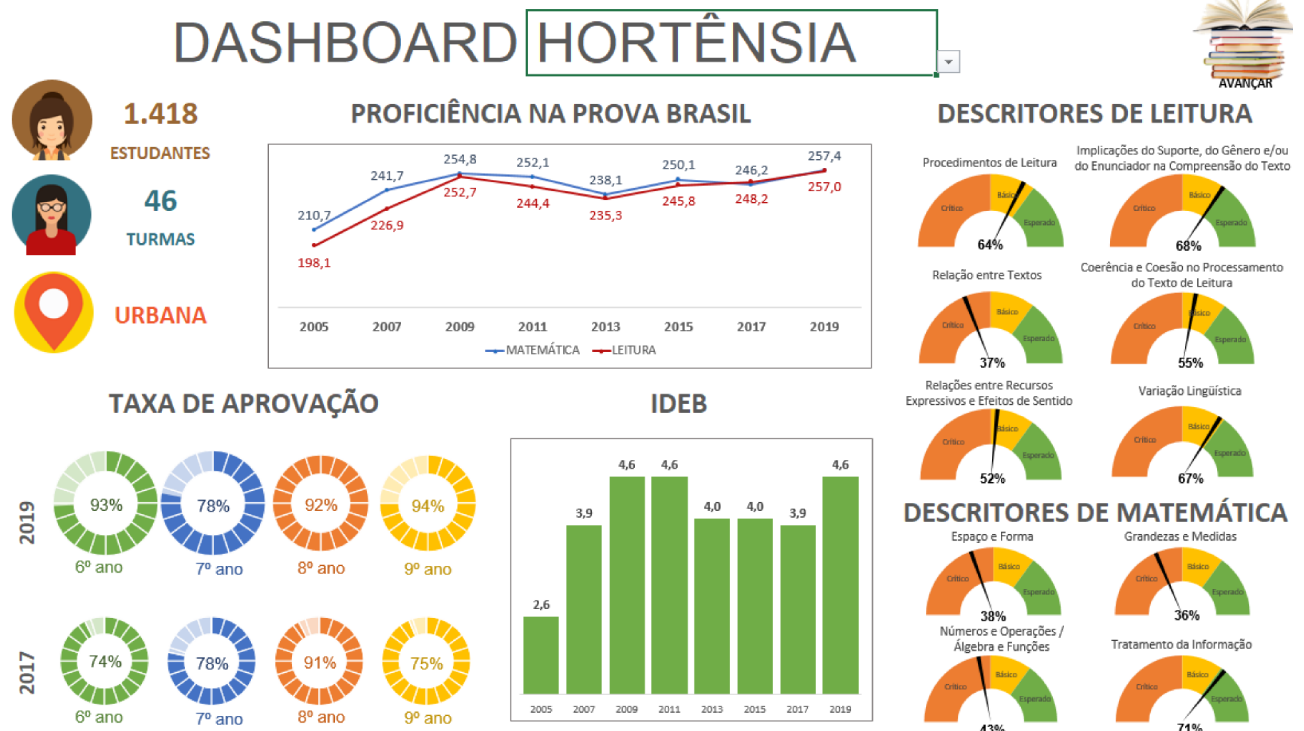 DASHBOARD HORTÊNSIA
AVANÇAR
1.418
ESTUDANTES
46
TURMAS
URBANA
PROFICIÊNCIA NA PROVA BRASIL
210,7
241,7
254,8
252,1
238,1
250,1
246,2
257,4
198,1
226,9
252,7
244,4
235,3
245,8
248,2
257,0
2005 2007 2009 2011 2013 2015 2017 2019
MATEMÁTICA LEITURA
TAXA DE APROVAÇÃO
2019
93% 78% 92% 94%
6º ano 7º ano 8º ano 9º ano
2017
74% 78% 91% 75%
6º ano 7º ano 8º ano 9º ano
IDEB
2,6 3,9 4,6 4,6 4,0 4,0 3,9 4,6
2005 2007 2009 2011 2013 2015 2017 2019
DESCRITORES DE LEITURA
Procedimentos de Leitura
Crítico Básico Esperado
64%
Implicações do Suporte, do Gênero e/ou
do Enunciador na Compreensão do Texto
Crítico Básico Esperado
68%
Relação entre Textos
Crítico Básico Esperado
37%
Coerência e Coesão no Processamento
do Texto de Leitura
Crítico Básico Esperado
55%
Relações entre Recursos
Expressivos e Efeitos de Sentido
Crítico Básico Esperado
52%
Variação Lingüística
Crítico Básico Esperado
67%
DESCRITORES DE MATEMÁTICA
Espaço e Forma
Crítico Básico Esperado
38%
Grandezas e Medidas
Crítico Básico Esperado
36%
Números e Operações /
Álgebra e Funções
Crítico Básico Esperado
43%
Tratamento da Informação
Crítico Básico Esperado
71%